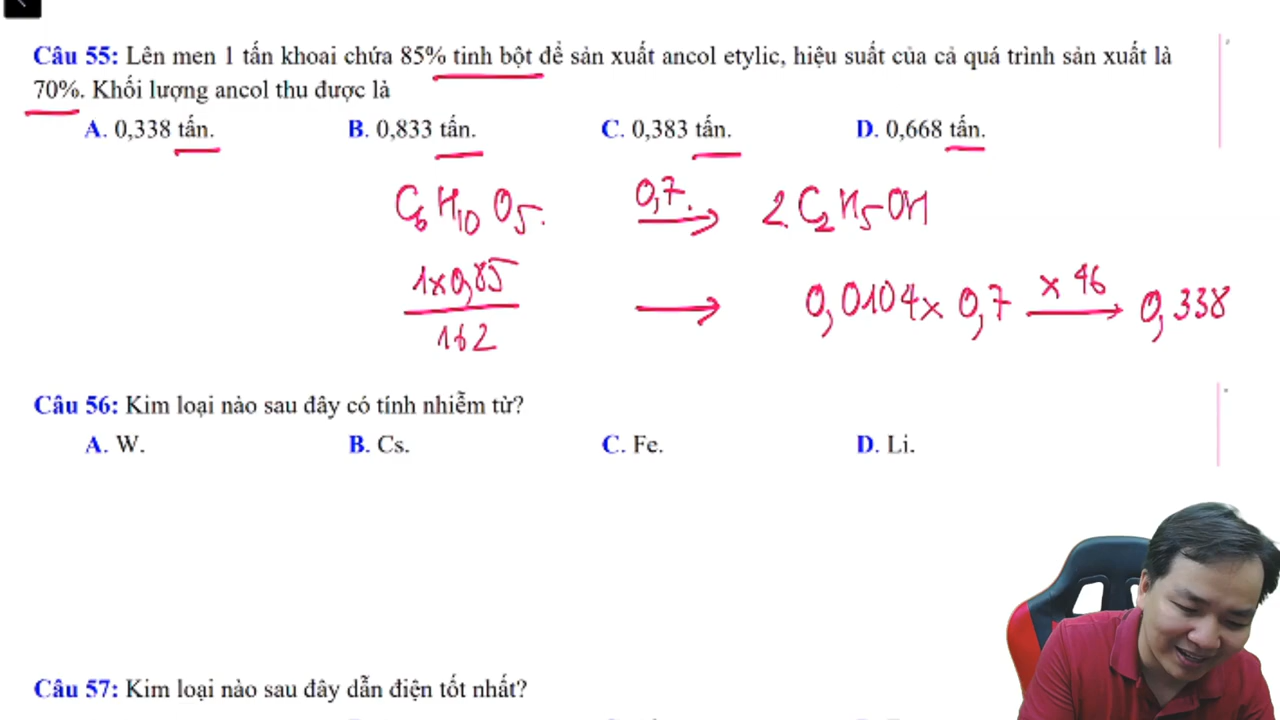 Câu 55: Lên men 1 tấn khoai chứa 85% tinh bột để sản xuất ancol etylic, hiệu suất của cả quá trình sản xuất là
70%. Khối lượng ancol thu được là
A. 0,338 tấn. B. 0,833 tấn. C. 0,383 tấn. D. 0,668 tấn.
C6H10O5. 0,7. → 2C2H5OH
1x0,85
162
→ 0,0104x 0,7 x 46 → 0,338
Câu 56: Kim loại nào sau đây có tính nhiễm từ?
A. W. B. Cs. C. Fe. D. Li.
Câu 57: Kim loại nào sau đây dẫn điện tốt nhất?